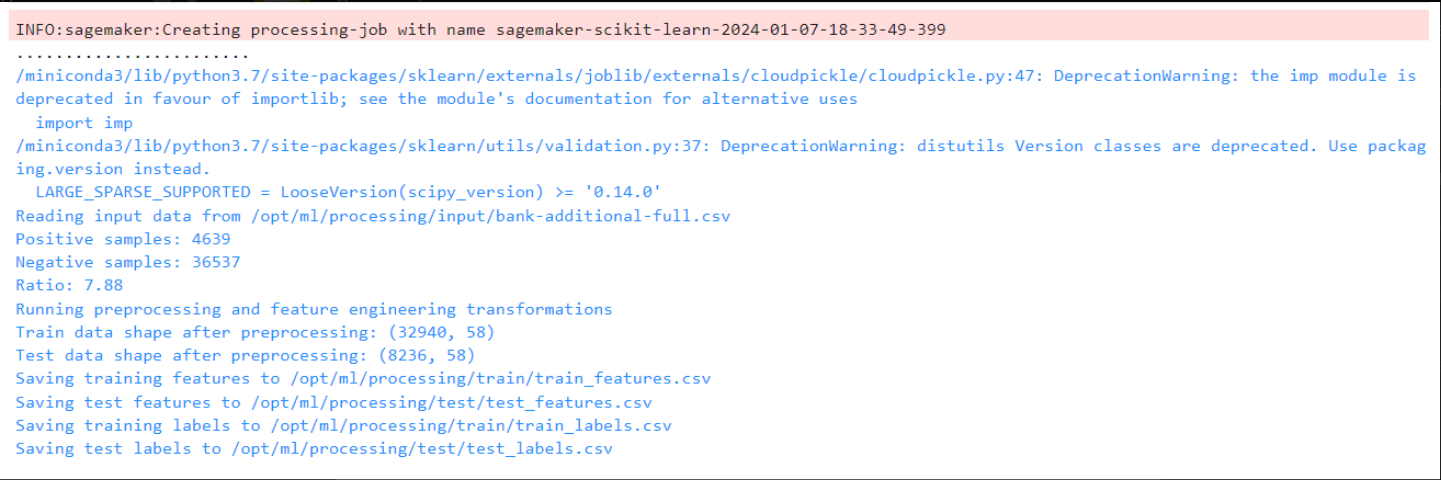 INFO:sagemaker:Creating processing-job with name sagemaker-scikit-learn-2024-01-07-18-33-49-399
........................
/miniconda3/lib/python3.7/site-packages/sklearn/externals/joblib/externals/cloudpickle/cloudpickle.py:47: DeprecationWarning: the imp module is
deprecated in favour of importlib; see the module's documentation for alternative uses
  import imp
/miniconda3/lib/python3.7/site-packages/sklearn/utils/validation.py:37: DeprecationWarning: distutils Version classes are deprecated. Use packag
ing.version instead.
  LARGE_SPARSE_SUPPORTED = LooseVersion(scipy_version) >= '0.14.0'
Reading input data from /opt/ml/processing/input/bank-additional-full.csv
Positive samples: 4639
Negative samples: 36537
Ratio: 7.88
Running preprocessing and feature engineering transformations
Train data shape after preprocessing: (32940, 58)
Test data shape after preprocessing: (8236, 58)
Saving training features to /opt/ml/processing/train/train_features.csv
Saving test features to /opt/ml/processing/test/test_features.csv
Saving training labels to /opt/ml/processing/train/train_labels.csv
Saving test labels to /opt/ml/processing/test/test_labels.csv